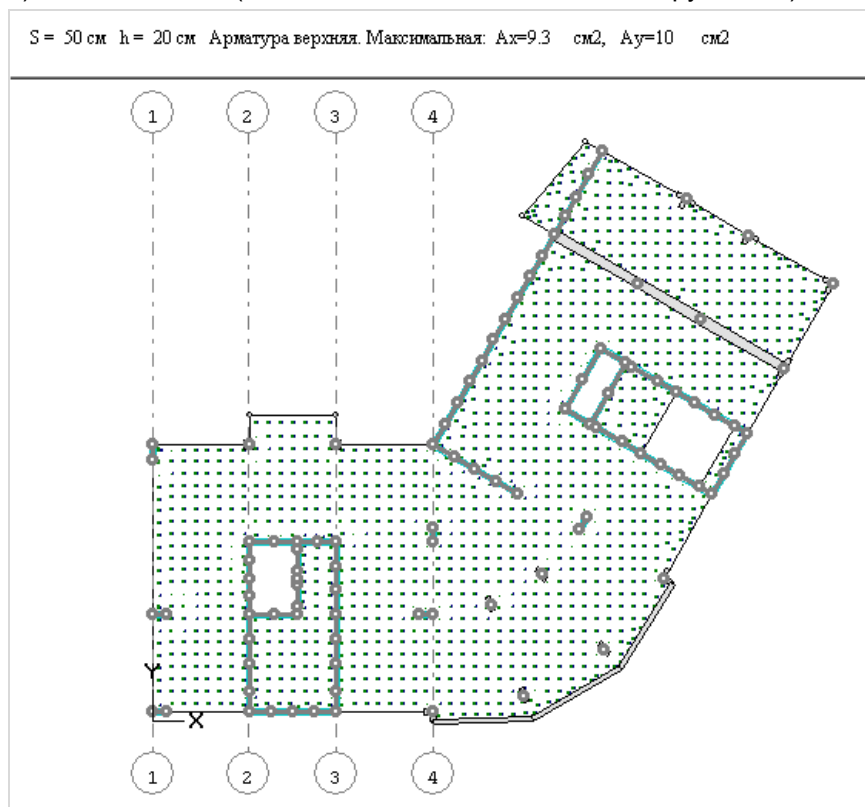 S = 50 см h = 20 см Арматура верхняя. Максимальная: Ax=9.3 см2, Ay=10 см2
1 2 3 4
Y
X
1 2 3 4